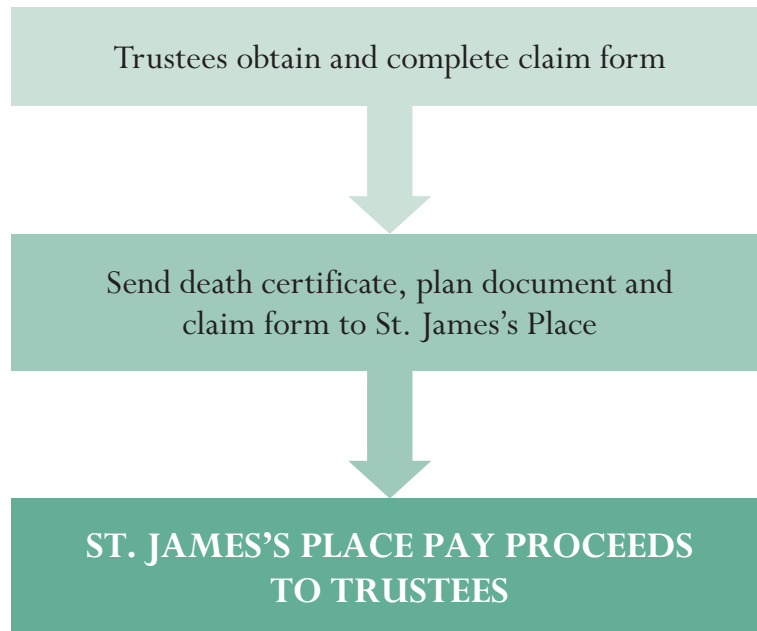 Trustees obtain and complete claim form
Send death certificate, plan document and
claim form to St. James’s Place
ST. JAMES’S PLACE PAY PROCEEDS
TO TRUSTEES